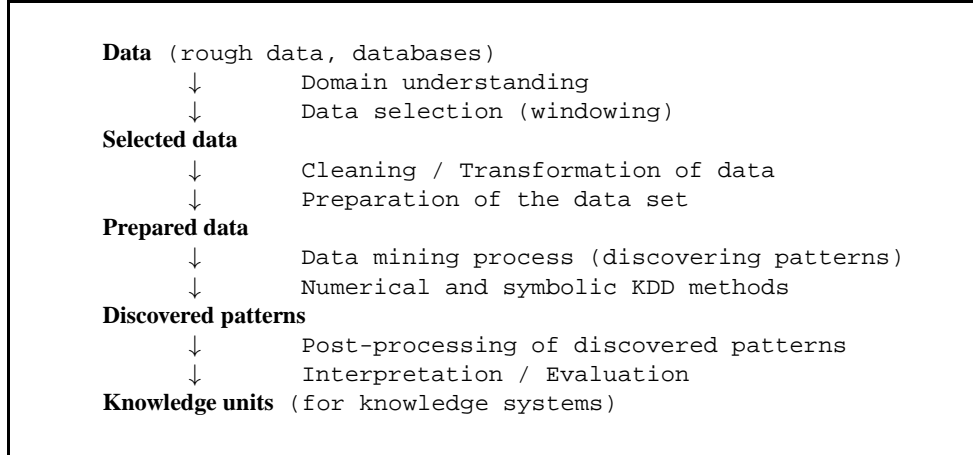 Data (rough data, databases)
↓ Domain understanding
↓ Data selection (windowing)
Selected data
↓ Cleaning / Transformation of data
↓ Preparation of the data set
Prepared data
↓ Data mining process (discovering patterns)
↓ Numerical and symbolic KDD methods
Discovered patterns
↓ Post-processing of discovered patterns
↓ Interpretation / Evaluation
Knowledge units (for knowledge systems)